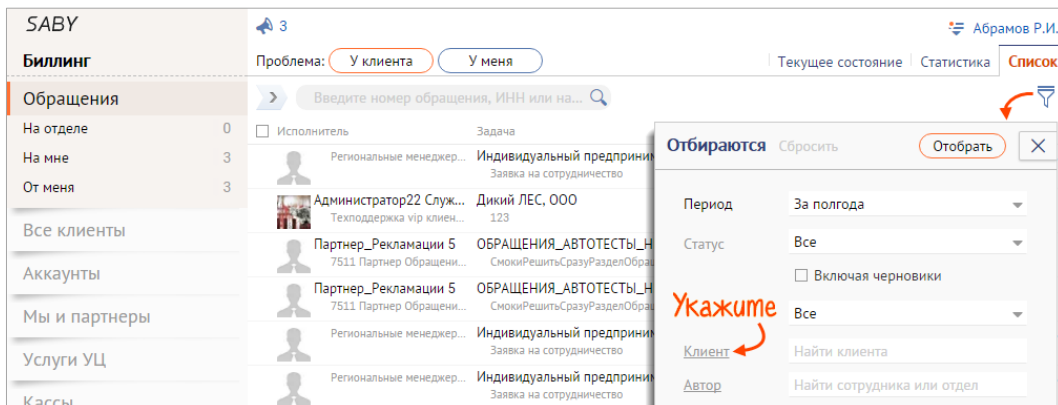 SABY
3
Абрамов Р.И.
Биллинг
Проблема: У клиента У меня
Текущее состояние Статистика Список
Обращения
Введите номер обращения, ИНН или на...
На отделе 0
На мне 3
От меня 3
Все клиенты
Аккаунты
Мы и партнеры
Услуги УЦ
Кассы
Исполнитель Задача
Региональные менеджер... Индивидуальный предприним
Заявка на сотрудничество
Администратор22 Служ... Дикий ЛЕС, ООО
Техподдержка vip клиен... 123
Партнер_Рекламации 5 ОБРАЩЕНИЯ_АВТОТЕСТЫ_Н
7511 Партнер Обращени... СмокиРешитьСразуРазделОбращ
Партнер_Рекламации 5 ОБРАЩЕНИЯ_АВТОТЕСТЫ_Н
7511 Партнер Обращени... СмокиРешитьСразуРазделОбращ
Региональные менеджер... Индивидуальный предприним
Заявка на сотрудничество
Региональные менеджер... Индивидуальный предприним
Заявка на сотрудничество
Отбираются Сбросить Отобрать
Период За полгода
Статус Все
Включая черновики
Укажите Все
Клиент Найти клиента
Автор Найти сотрудника или отдел